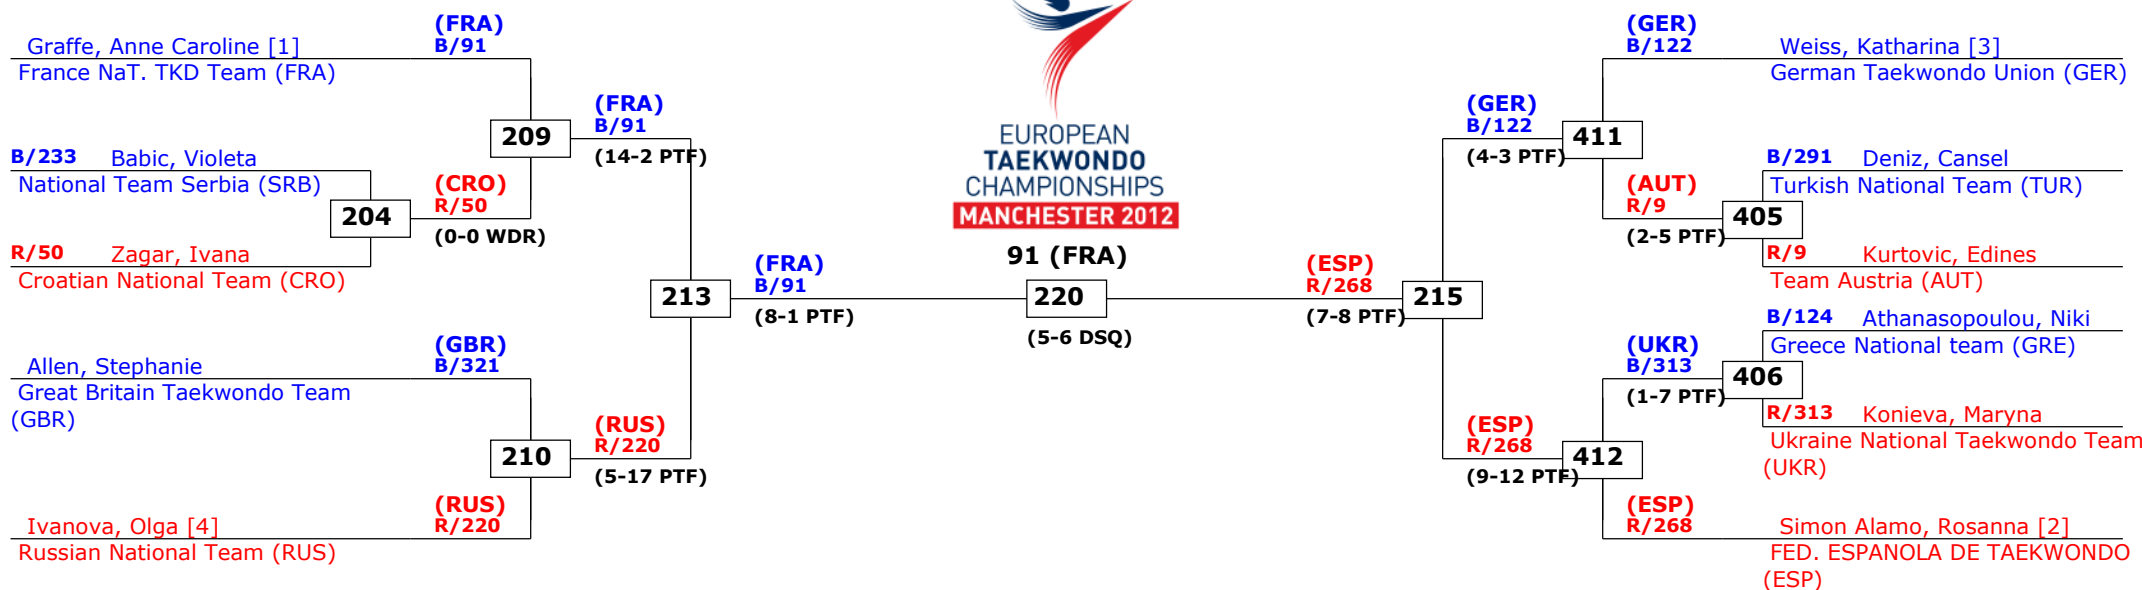 (FRA)
B/91
Graffe, Anne Caroline [1]
France NaT. TKD Team (FRA)
(FRA)
B/91
209
(14-2 PTF)
B/233 Babic, Violeta
National Team Serbia (SRB)
(CRO)
R/50
204
(0-0 WDR)
R/50 Zagar, Ivana
Croatian National Team (CRO)
(FRA)
B/91
213
(8-1 PTF)
(GBR)
B/321
Allen, Stephanie
Great Britain Taekwondo Team
(GBR)
(RUS)
R/220
210
(5-17 PTF)
(RUS)
R/220
Ivanova, Olga [4]
Russian National Team (RUS)
EUROPEAN
TAEKWONDO
CHAMPIONSHIPS
MANCHESTER 2012
91 (FRA)
220
(5-6 DSQ)
(ESP)
R/268
215
(7-8 PTF)
(GER)
B/122
Weiss, Katharina [3]
German Taekwondo Union (GER)
(GER)
B/122
411
(4-3 PTF)
B/291 Deniz, Cansel
Turkish National Team (TUR)
(AUT)
R/9
405
(2-5 PTF)
R/9 Kurtovic, Edines
Team Austria (AUT)
B/124 Athanasopoulou, Niki
Greece National team (GRE)
(UKR)
B/313
406
(1-7 PTF)
R/313 Konieva, Maryna
Ukraine National Taekwondo Team
(UKR)
(ESP)
R/268
412
(9-12 PTF)
(ESP)
R/268
Simon Alamo, Rosanna [2]
FED. ESPANOLA DE TAEKWONDO
(ESP)